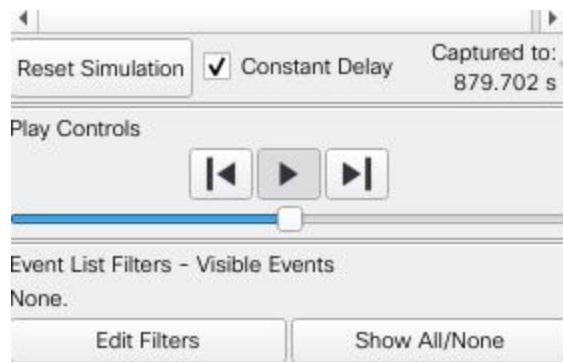 Reset Simulation
Constant Delay
Captured to:
879.702 s
Play Controls
Event List Filters - Visible Events
None.
Edit Filters
Show All/None